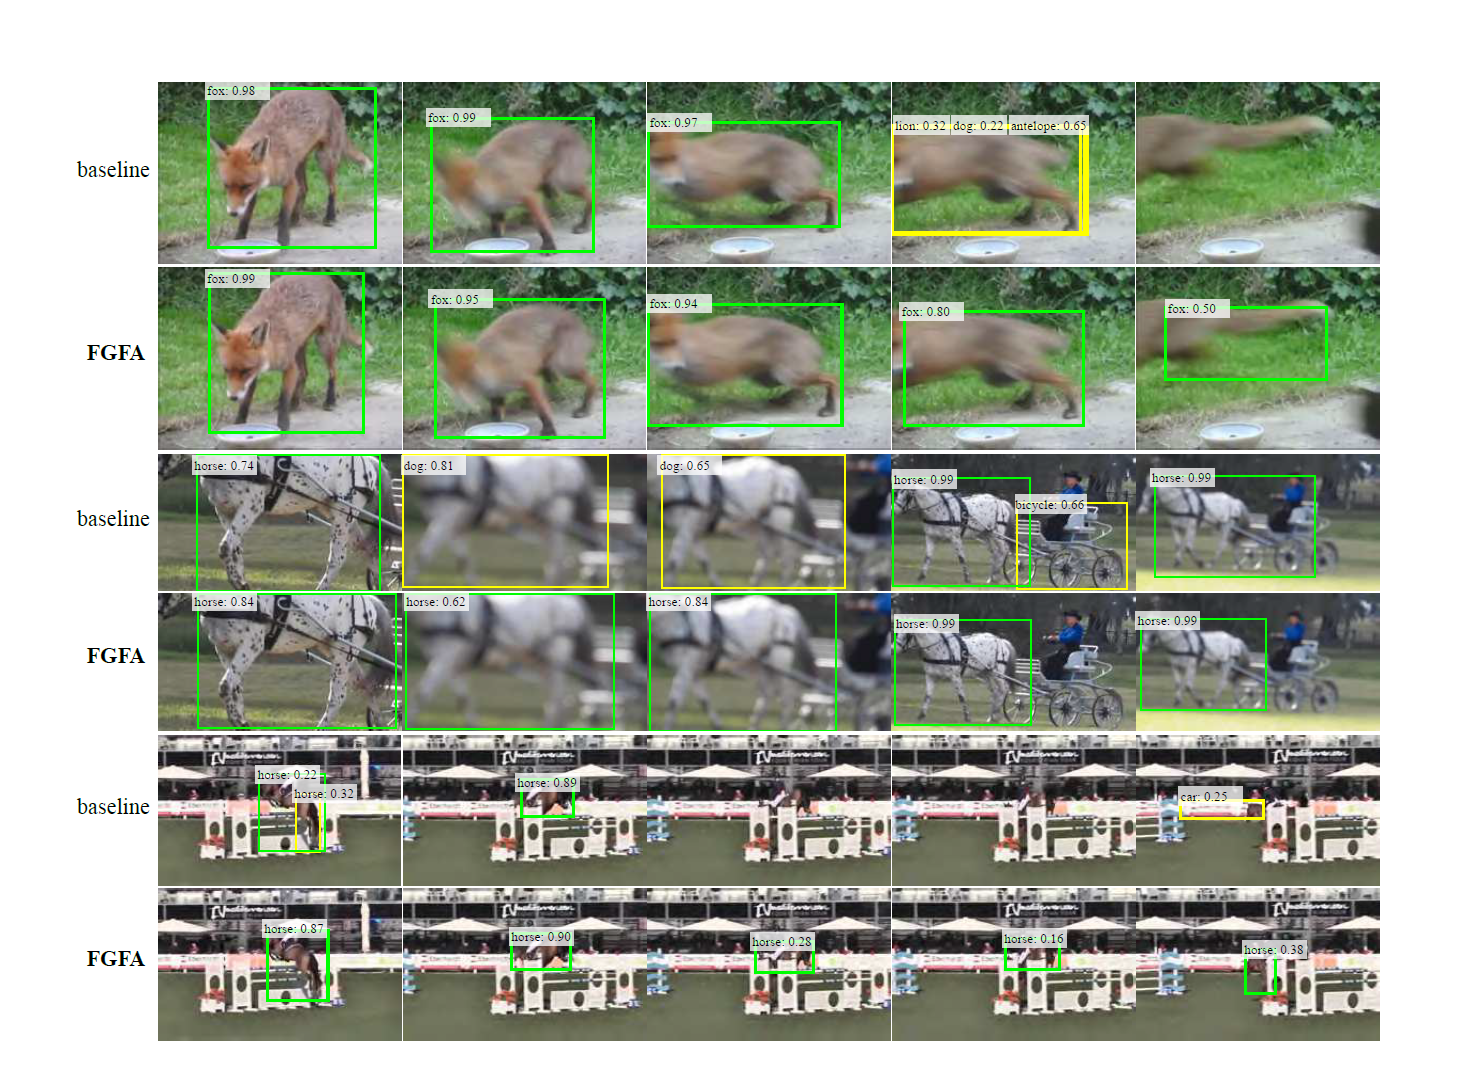 fox: 0.98
fox: 0.99
fox: 0.97
lion: 0.32 dog: 0.22 antelope: 0.65
baseline
fox: 0.99
fox: 0.95
fox: 0.94
fox: 0.80
fox: 0.50
FGFA
horse: 0.74
dog: 0.81
dog: 0.65
horse: 0.99
bicycle: 0.66
horse: 0.99
baseline
horse: 0.84
horse: 0.62
horse: 0.84
horse: 0.99
horse: 0.99
FGFA
horse: 0.22
horse: 0.32
horse: 0.89
car: 0.25
baseline
horse: 0.87
horse: 0.90
horse: 0.28
horse: 0.16
horse: 0.38
FGFA